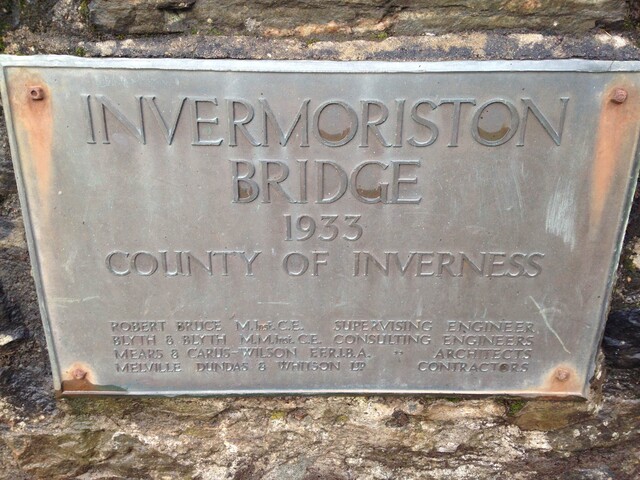 INVERMORISTON
BRIDGE
1933
COUNTY OF INVERNESS
ROBERT BRUCE M.Inst.C.E. SUPERVISING ENGINEER
BLYTH & BLYTH M.M.Inst.C.E. CONSULTING ENGINEERS
MEARS & CARUS-WILSON F.F.R.I.B.A. " ARCHITECTS
MELVILLE DUNDAS & WHITSON LTD CONTRACTORS